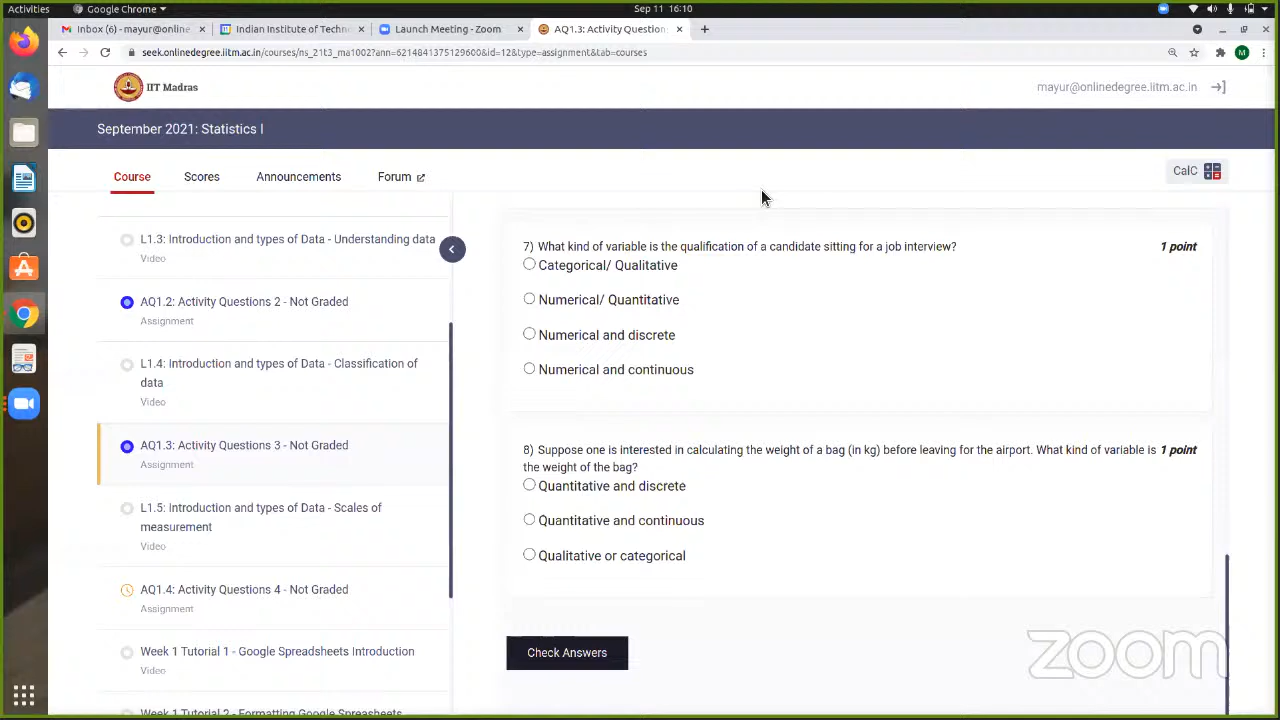 Activities
Google Chrome
Sep 11 16:10
Inbox (6) - mayur@online
Indian Institute of Techn
Launch Meeting - Zoom
AQ1.3: Activity Question
seek.onlinedegree.iitm.ac.in/courses/ns_21t3_ma1002?ann=6214841375129600&id=12&type=assignment&tab=courses
M
IIT Madras
mayur@onlinedegree.iitm.ac.in
September 2021: Statistics I
Course
Scores
Announcements
Forum
CalC
L1.3: Introduction and types of Data - Understanding data
Video
AQ1.2: Activity Questions 2 - Not Graded
Assignment
L1.4: Introduction and types of Data - Classification of
data
Video
AQ1.3: Activity Questions 3 - Not Graded
Assignment
L1.5: Introduction and types of Data - Scales of
measurement
Video
AQ1.4: Activity Questions 4 - Not Graded
Assignment
Week 1 Tutorial 1 - Google Spreadsheets Introduction
Video
Week 1 Tutorial 2 - Formatting Google Spreasheets
7) What kind of variable is the qualification of a candidate sitting for a job interview? 1 point
Categorical/ Qualitative
Numerical/ Quantitative
Numerical and discrete
Numerical and continuous
8) Suppose one is interested in calculating the weight of a bag (in kg) before leaving for the airport. What kind of variable is 1 point
the weight of the bag?
Quantitative and discrete
Quantitative and continuous
Qualitative or categorical
Check Answers
zoom